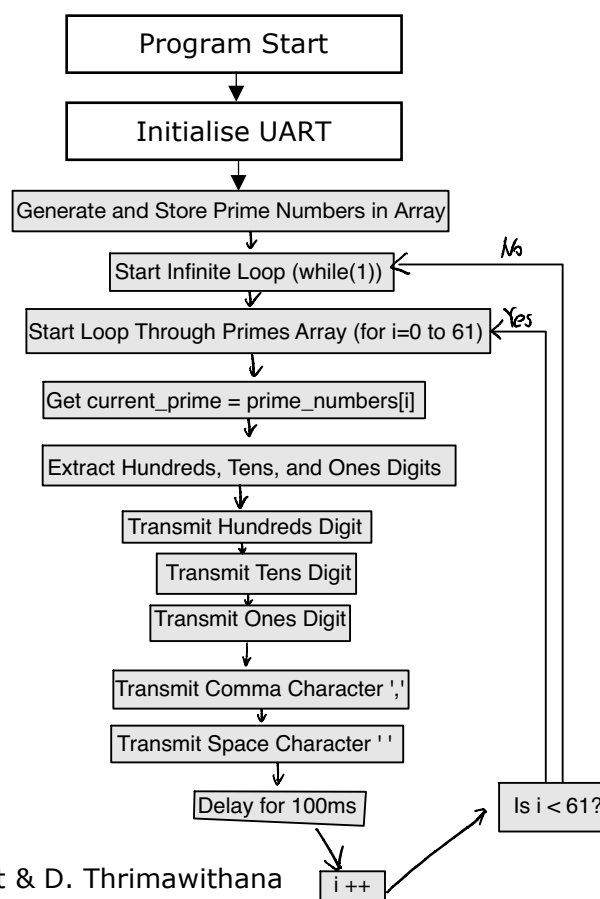 Program Start
Initialise UART
Generate and Store Prime Numbers in Array
No
Start Infinite Loop (while(1))
Yes
Start Loop Through Primes Array (for i=0 to 61)
Get current_prime = prime_numbers[i]
Extract Hundreds, Tens, and Ones Digits
Transmit Hundreds Digit
Transmit Tens Digit
Transmit Ones Digit
Transmit Comma Character ','
Transmit Space Character ' '
Delay for 100ms
Is i < 61?
t & D. Thrimawithana
i ++